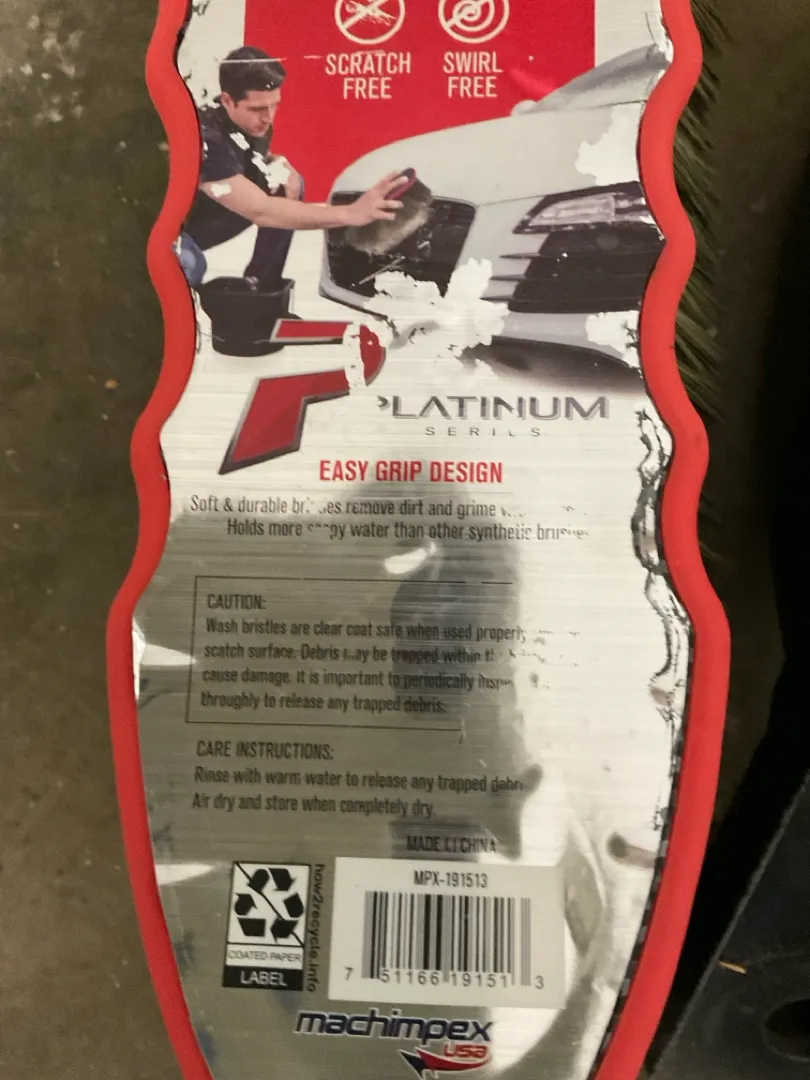 SCRATCH FREE
SWIRL FREE
PLATINUM
SERIES
EASY GRIP DESIGN
Soft & durable remove dirt and grime
Holds more water than other synthetic
CAUTION:
Wash bristles are clear coat safe when used properly
scatch surface. Debris may be trapped within
cause damage. It is important to periodically
throughly to release any trapped debris.
CARE INSTRUCTIONS:
Rinse with warm water to release any trapped
Air dry and store when completely dry.
MADE IN CHINA
how2recycle.info
COATED PAPER
LABEL
MPX-191513
7 51166 19151 3
machimpex
usa